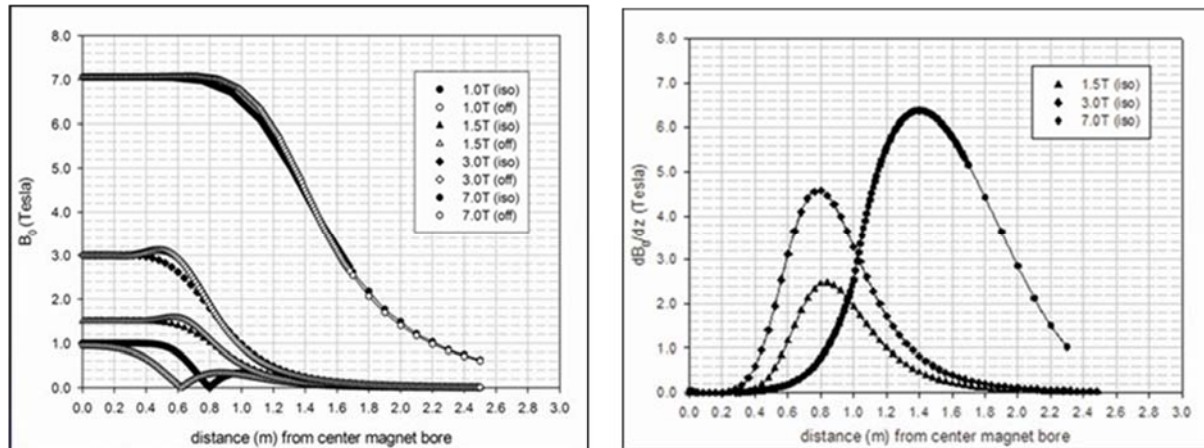 8.0
7.0
6.0
5.0
4.0
3.0
2.0
1.0
0.0
B0 (Tesla)
1.0T (iso)
1.0T (off)
1.5T (iso)
1.5T (off)
3.0T (iso)
3.0T (off)
7.0T (iso)
7.0T (off)
0.0 0.2 0.4 0.6 0.8 1.0 1.2 1.4 1.6 1.8 2.0 2.2 2.4 2.6 2.8 3.0
distance (m) from center magnet bore
8.0
7.0
6.0
5.0
4.0
3.0
2.0
1.0
0.0
dB0/dz (Tesla)
1.5T (iso)
3.0T (iso)
7.0T (iso)
0.0 0.2 0.4 0.6 0.8 1.0 1.2 1.4 1.6 1.8 2.0 2.2 2.4 2.6 2.8 3.0
distance (m) from center magnet bore